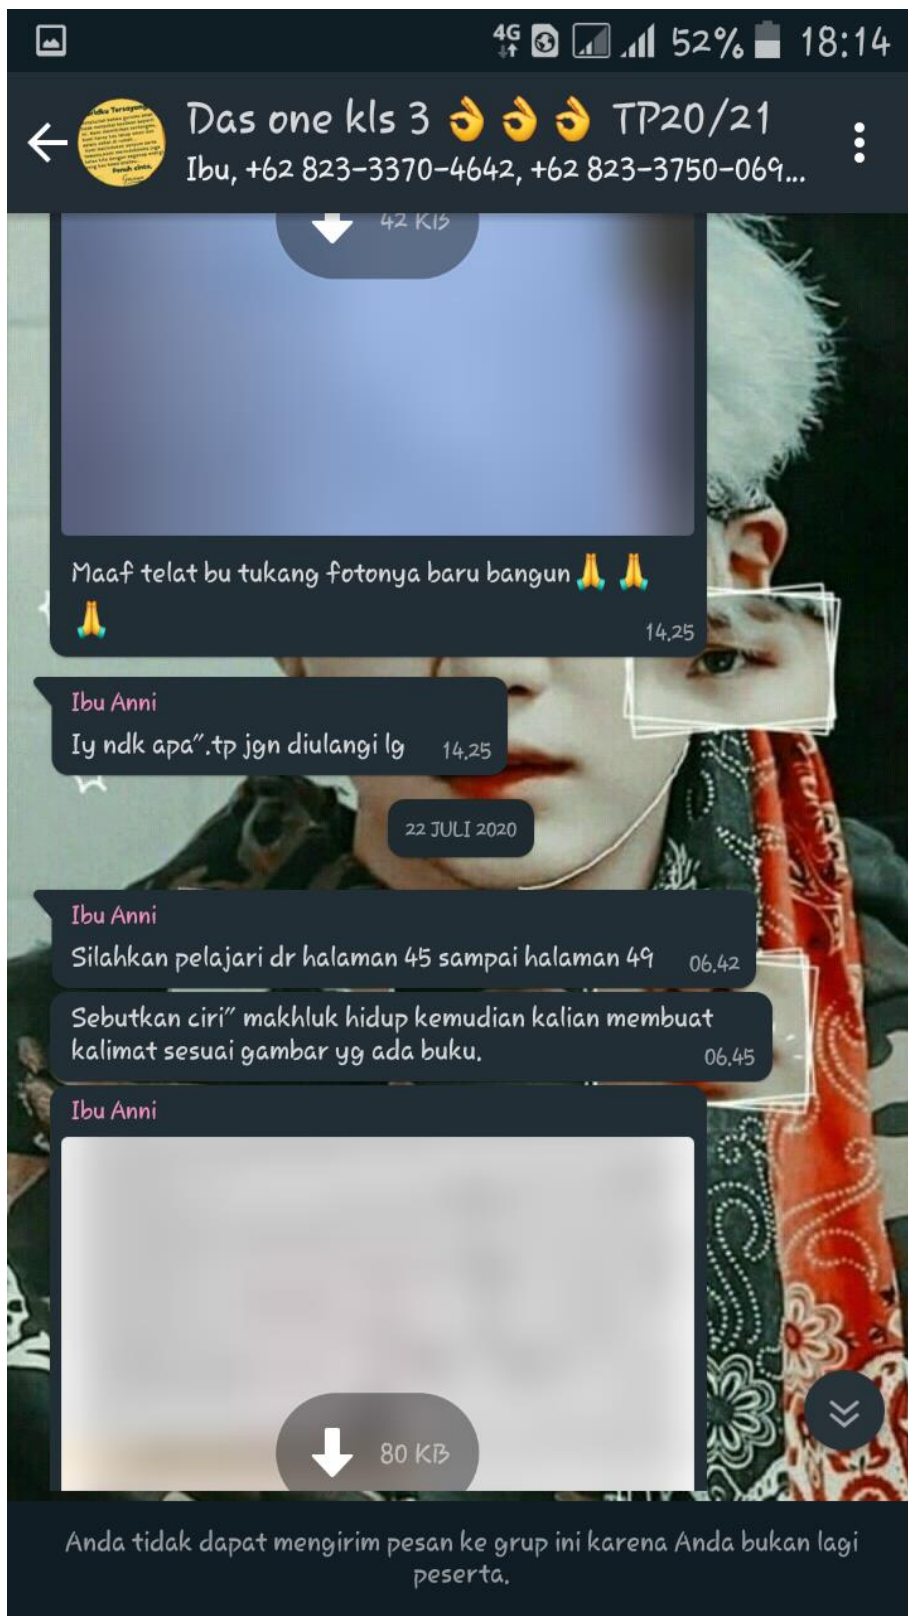 4G 52% 18:14
Das one kls 3 👌👌👌 TP20/21
Ibu, +62 823-3370-4642, +62 823-3750-069...
42 KB
Maaf telat bu tukang fotonya baru bangun🙏 🙏
🙏
14.25
Ibu Anni
Iy ndk apa”.tp jgn diulangi lg 14.25
22 JULI 2020
Ibu Anni
Silahkan pelajari dr halaman 45 sampai halaman 49 06.42
Sebutkan ciri” makhluk hidup kemudian kalian membuat
kalimat sesuai gambar yg ada buku. 06.45
Ibu Anni
80 KB
Anda tidak dapat mengirim pesan ke grup ini karena Anda bukan lagi
peserta.